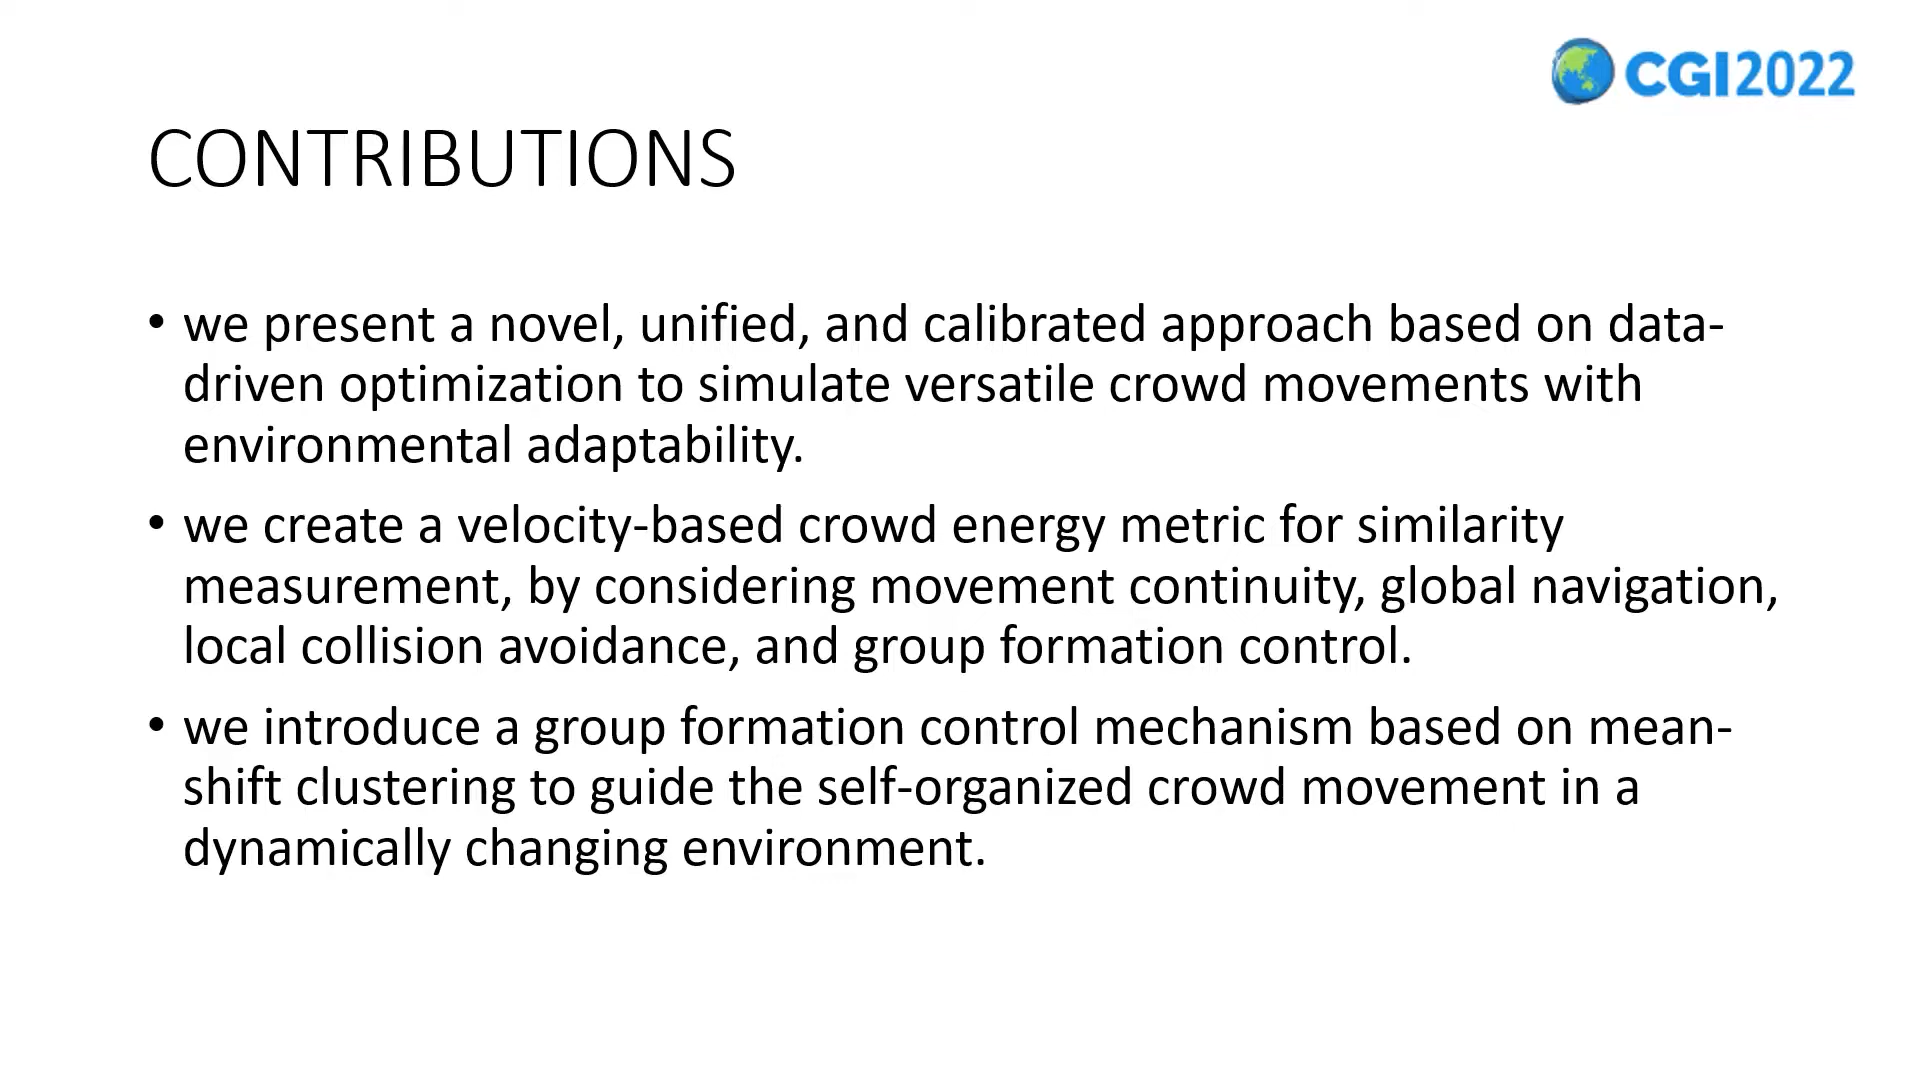 CGI2022
CONTRIBUTIONS
• we present a novel, unified, and calibrated approach based on data-
driven optimization to simulate versatile crowd movements with
environmental adaptability.
• we create a velocity-based crowd energy metric for similarity
measurement, by considering movement continuity, global navigation,
local collision avoidance, and group formation control.
• we introduce a group formation control mechanism based on mean-
shift clustering to guide the self-organized crowd movement in a
dynamically changing environment.